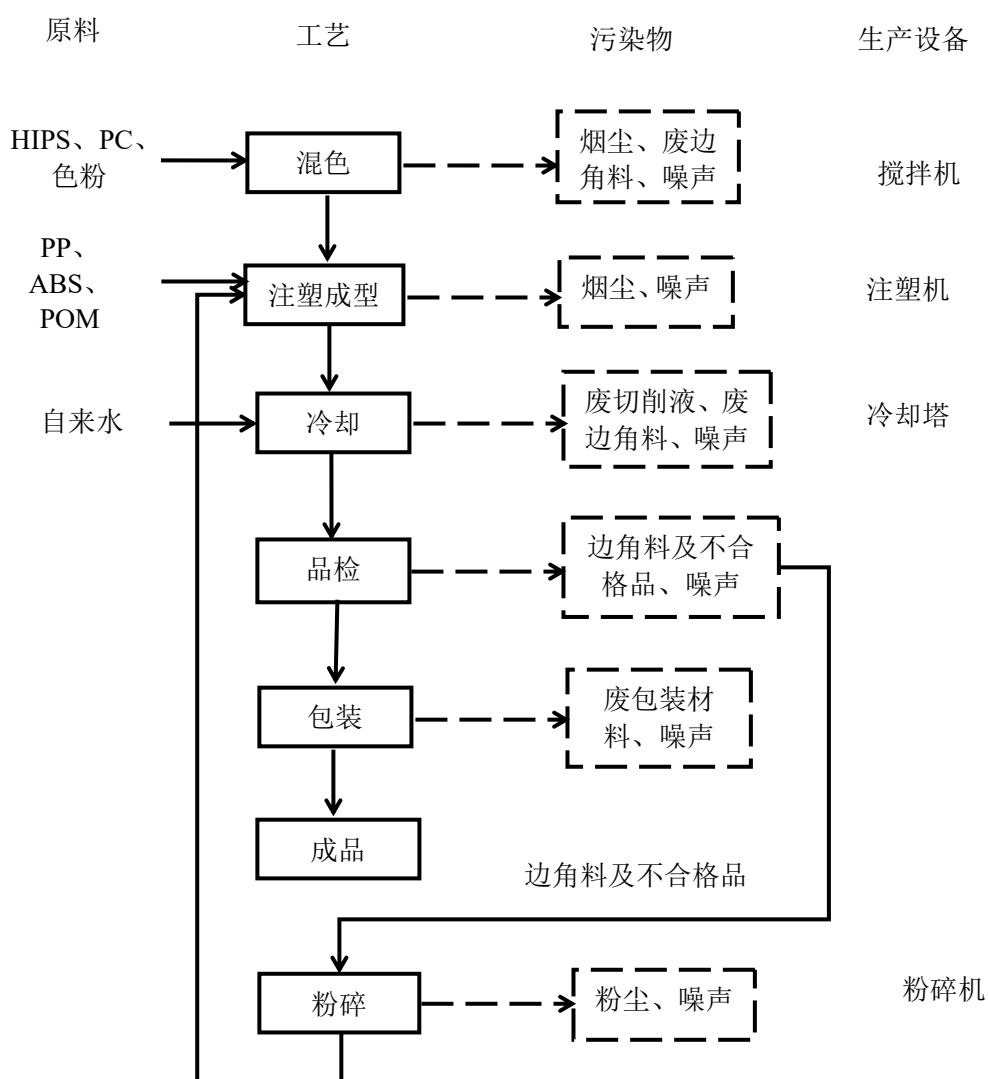 原料 工艺 污染物 生产设备
HIPS、PC、
色粉
混色
烟尘、废边
角料、噪声
搅拌机
PP、
ABS、
POM
注塑成型
烟尘、噪声
注塑机
自来水
冷却
废切削液、废
边角料、噪声
冷却塔
品检
边角料及不合
格品、噪声
包装
废包装材
料、噪声
成品
边角料及不合格品
粉碎
粉尘、噪声
粉碎机